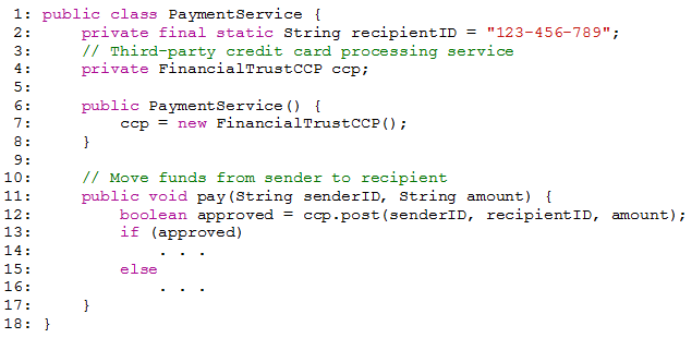 1: public class PaymentService {
2:     private final static String recipientID = "123-456-789";
3:     // Third-party credit card processing service
4:     private FinancialTrustCCP ccp;
5:
6:     public PaymentService() {
7:         ccp = new FinancialTrustCCP();
8:     }
9:
10:     // Move funds from sender to recipient
11:     public void pay(String senderID, String amount) {
12:         boolean approved = ccp.post(senderID, recipientID, amount);
13:         if (approved)
14:             . . .
15:         else
16:             . . .
17:     }
18: }